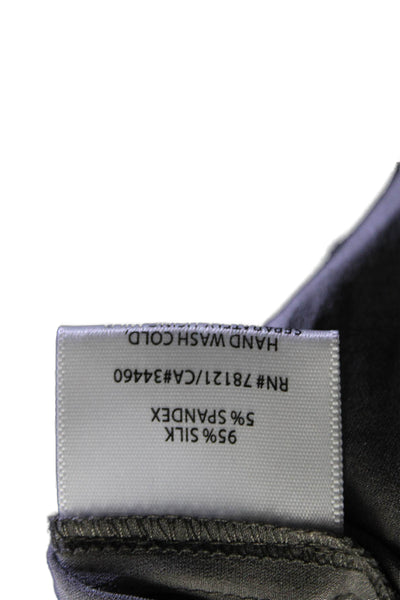 95% SILK
5% SPANDEX
RN# 78121/CA#34460
HAND WASH COLD